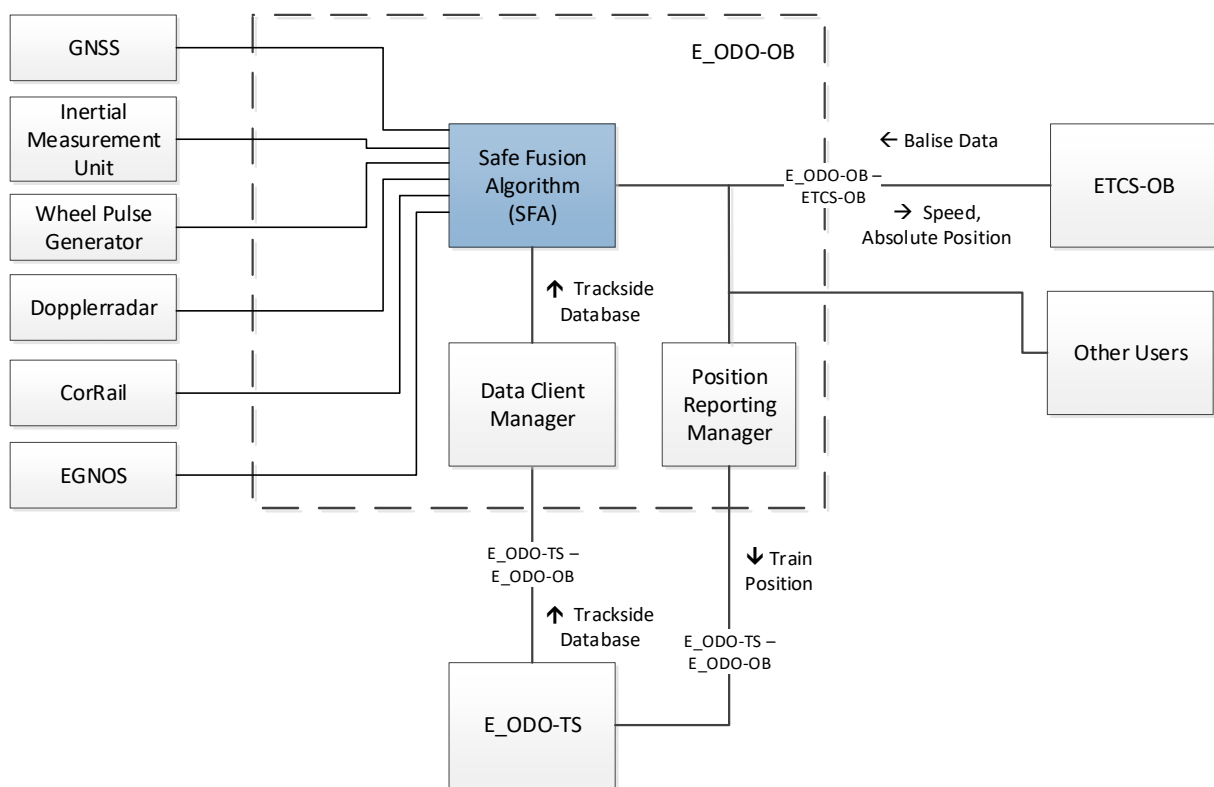 GNSS
E_ODO-OB
Inertial
Measurement
Unit
Safe Fusion
Algorithm
(SFA)
← Balise Data
E_ODO-OB –
ETCS-OB
→ Speed,
Absolute Position
ETCS-OB
Wheel Pulse
Generator
Dopplerradar
↑ Trackside
Database
Other Users
CorRail
Data Client
Manager
Position
Reporting
Manager
EGNOS
E_ODO-TS –
E_ODO-OB
↓ Train
Position
↑ Trackside
Database
E_ODO-TS –
E_ODO-OB
E_ODO-TS